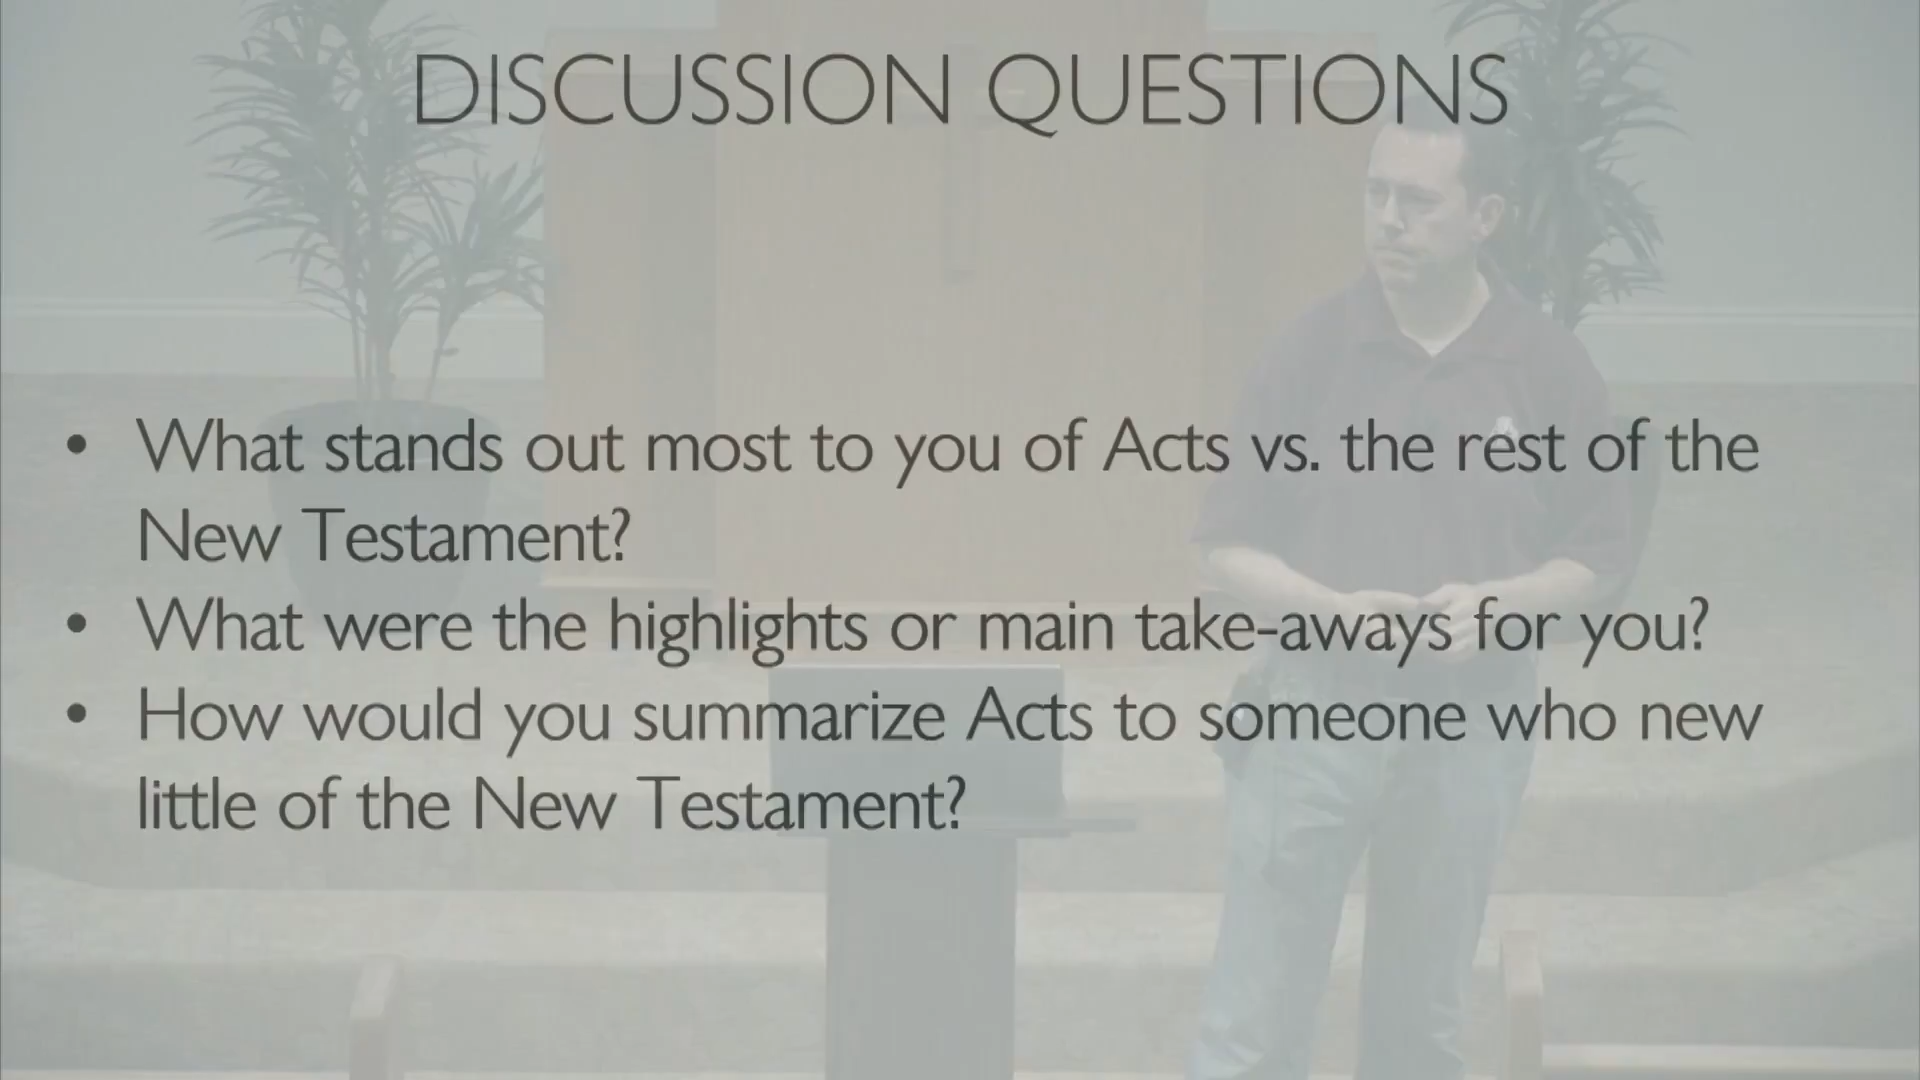 DISCUSSION QUESTIONS
• What stands out most to you of Acts vs. the rest of the
New Testament?
• What were the highlights or main take-aways for you?
• How would you summarize Acts to someone who new
little of the New Testament?